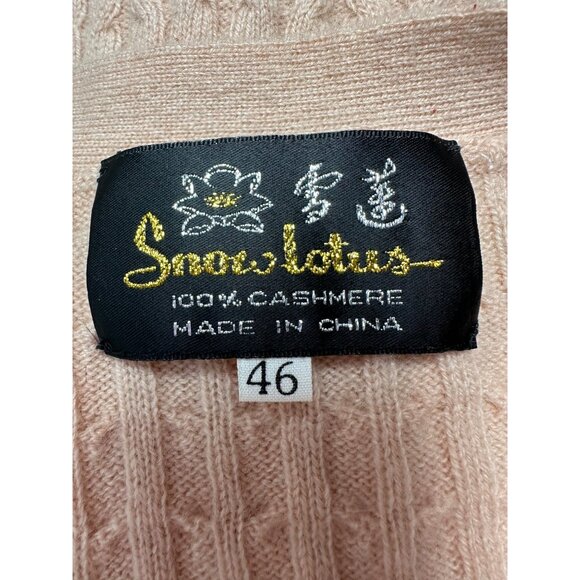 雪蓮
Snow lotus
100% CASHMERE
MADE IN CHINA
46